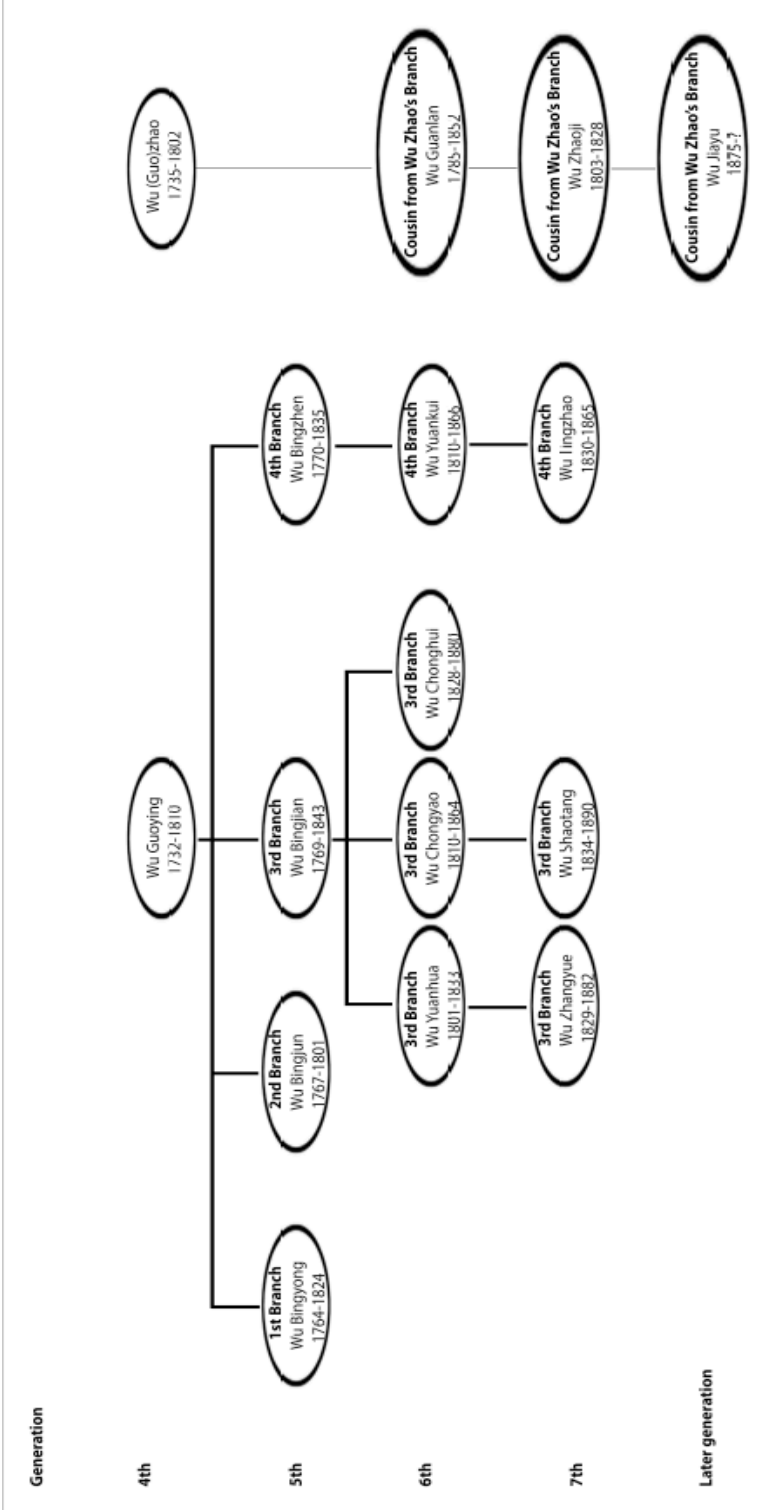 Generation
4th
Wu Guoying
1732-1810
Wu (Guo)zhao
1735-1802
5th
1st Branch
Wu Bingyong
1764-1824
2nd Branch
Wu Bingjun
1767-1801
3rd Branch
Wu Bingjian
1769-1843
4th Branch
Wu Bingzhen
1770-1835
6th
3rd Branch
Wu Yuanhua
1801-1833
3rd Branch
Wu Chongyao
1810-1864
3rd Branch
Wu Chonghui
1828-1880
4th Branch
Wu Yuankui
1810-1866
Cousin from Wu Zhao's Branch
Wu Guanlan
1785-1852
7th
3rd Branch
Wu Zhangyue
1829-1882
3rd Branch
Wu Shaotang
1834-1890
4th Branch
Wu Tingzhao
1830-1865
Cousin from Wu Zhao's Branch
Wu Zhaoji
1803-1828
Later generation
Cousin from Wu Zhao's Branch
Wu Jiayu
1875-?